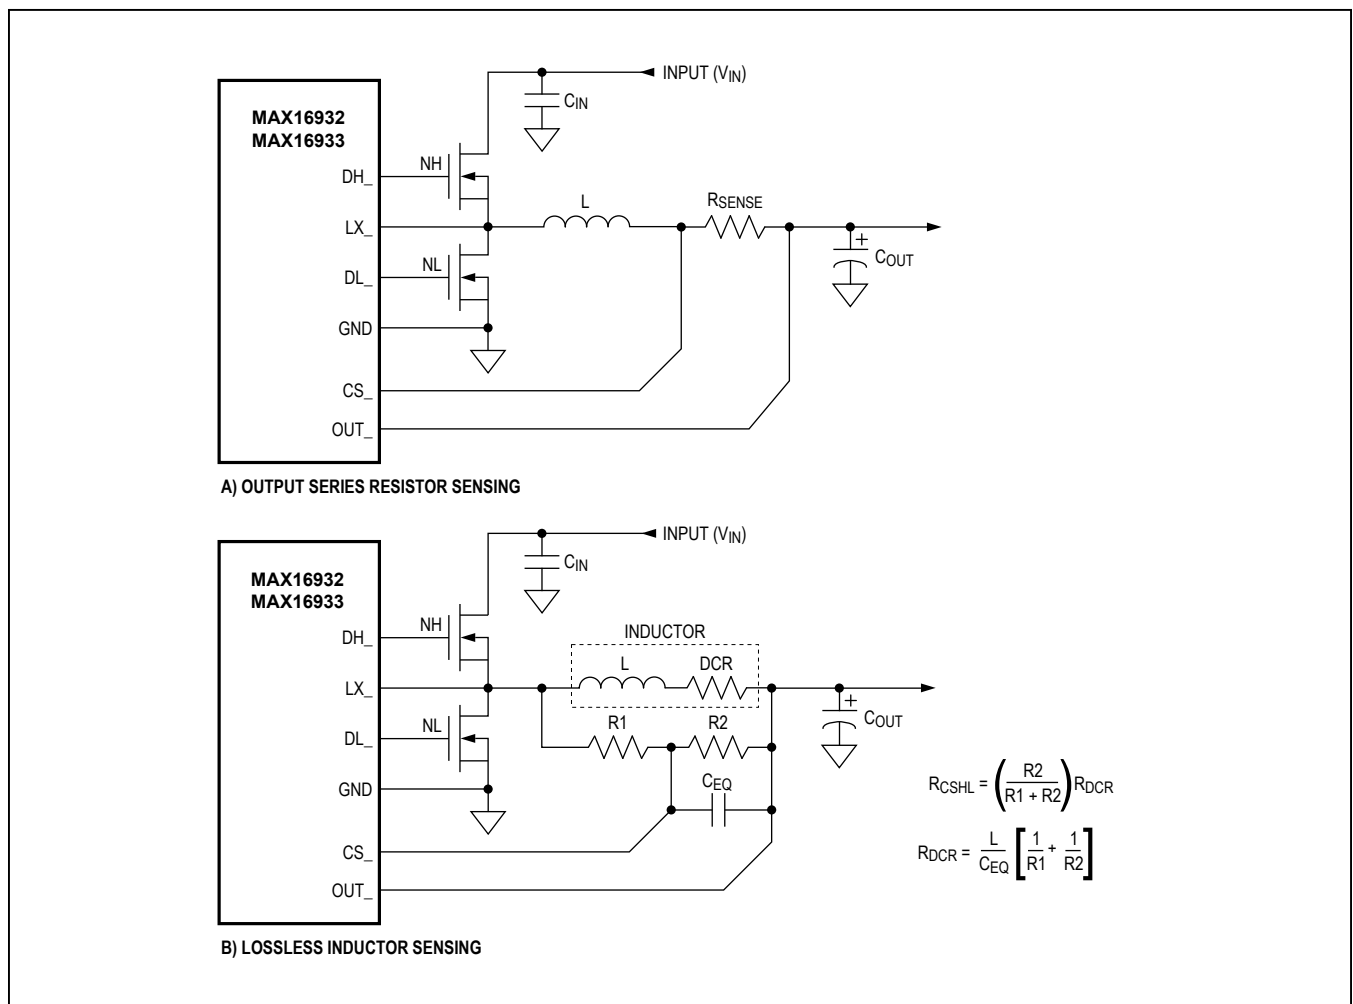 INPUT (VIN)
CIN
MAX16932
MAX16933
NH
DH_
L
RSENSE
LX_
+
COUT
NL
DL_
GND
CS_
OUT_
A) OUTPUT SERIES RESISTOR SENSING
INPUT (VIN)
CIN
MAX16932
MAX16933
NH
DH_
INDUCTOR
L
DCR
LX_
+
COUT
NL
DL_
R1
R2
GND
CEQ
CS_
OUT_
RCSHL = (R2 / (R1 + R2)) RDCR
RDCR = L / CEQ [1 / R1 + 1 / R2]
B) LOSSLESS INDUCTOR SENSING